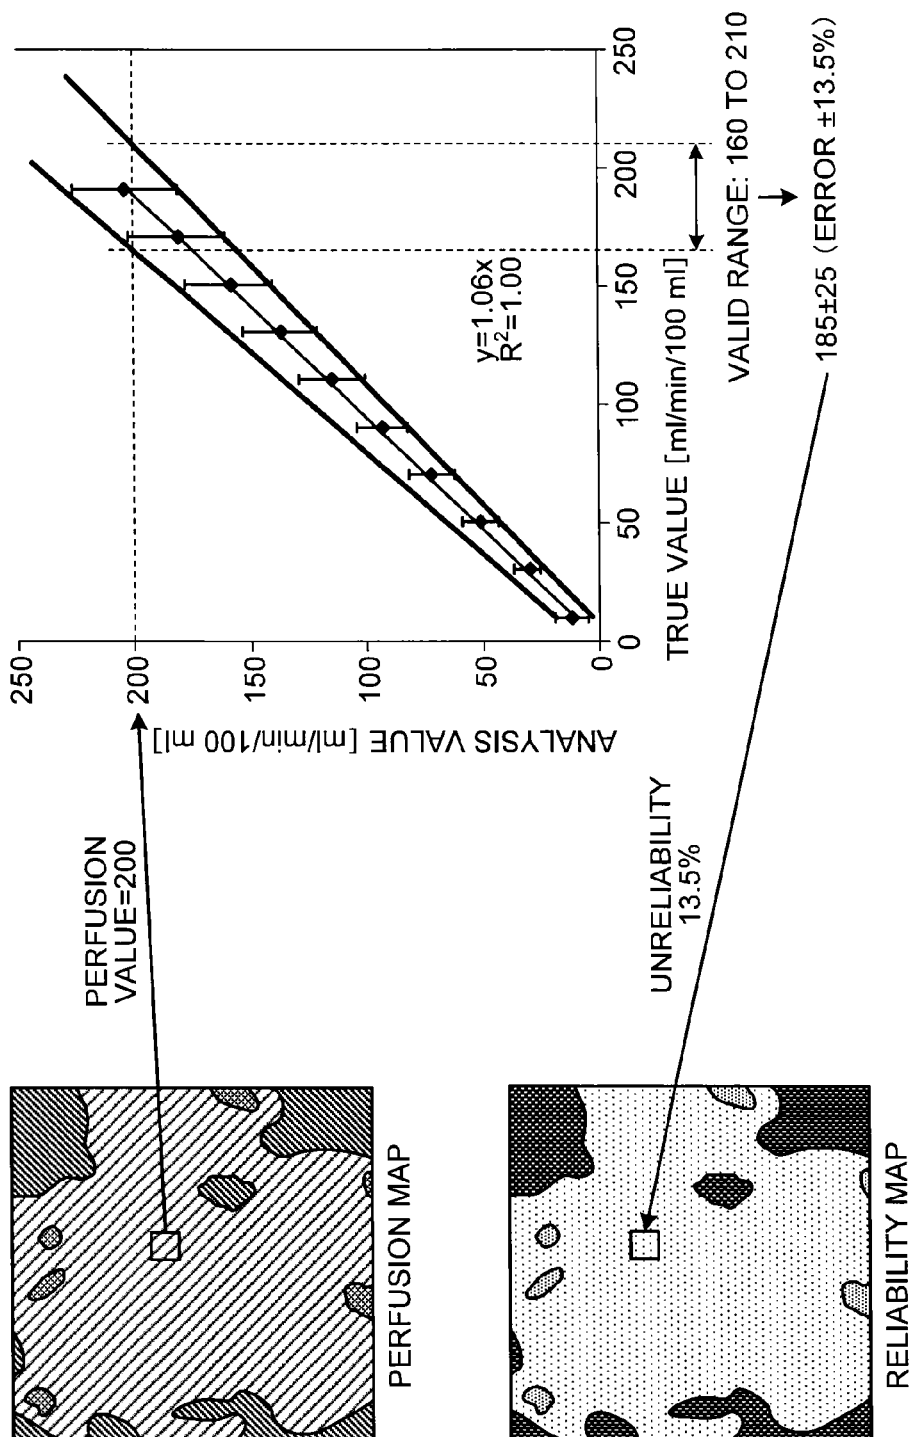 PERFUSION MAP
PERFUSION
VALUE=200
ANALYSIS VALUE [ml/min/100 ml]
250
200
150
100
50
0
0
50
100
150
200
250
TRUE VALUE [ml/min/100 ml]
y=1.06x
R²=1.00
VALID RANGE: 160 TO 210
185±25 (ERROR ±13.5%)
UNRELIABILITY
13.5%
RELIABILITY MAP